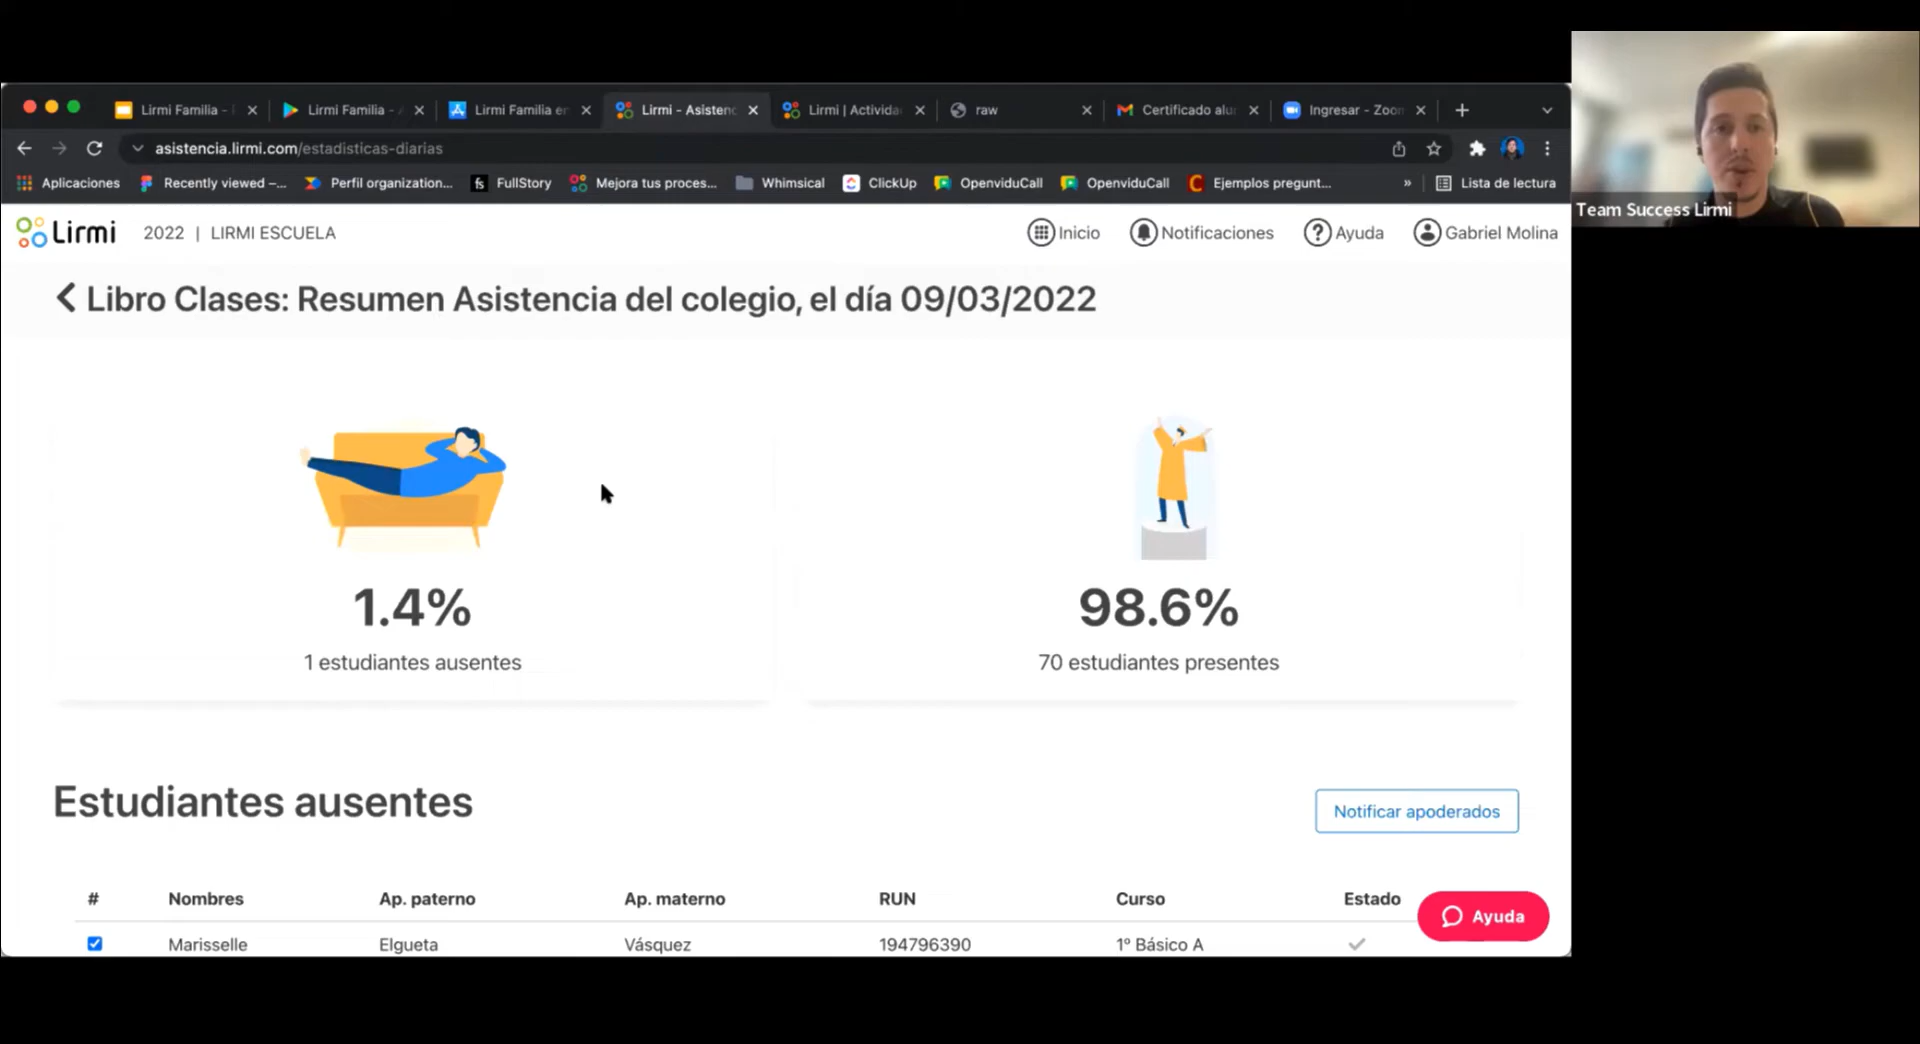 Lirmi Familia -
Lirmi Familia -
Lirmi Familia en
Lirmi - Asistenc
Lirmi | Activida
raw
Certificado alu
Ingresar - Zoom
asistencia.lirmi.com/estadisticas-diarias
Aplicaciones
Recently viewed –...
Perfil organization...
fs
FullStory
Mejora tus proces...
Whimsical
ClickUp
OpenviduCall
OpenviduCall
Ejemplos pregunt...
»
Lista de lectura
Team Success Lirmi
Lirmi
2022 | LIRMI ESCUELA
Inicio
Notificaciones
Ayuda
Gabriel Molina
Libro Clases: Resumen Asistencia del colegio, el día 09/03/2022
1.4%
1 estudiantes ausentes
98.6%
70 estudiantes presentes
Estudiantes ausentes
Notificar apoderados
# Nombres Ap. paterno Ap. materno RUN Curso Estado
Marisselle Elgueta Vásquez 194796390 1º Básico A
Ayuda